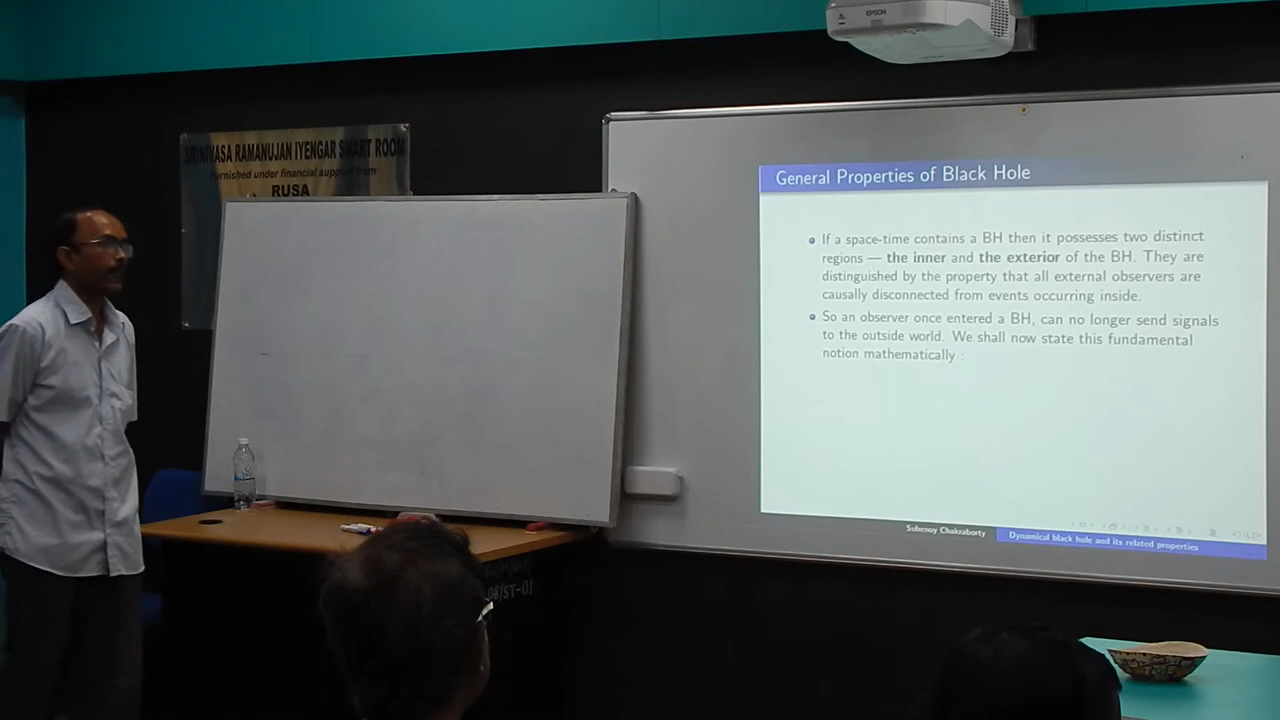 EPSON
SRINIVASA RAMANUJAN IYENGAR SMART ROOM
Furnished under financial support from
RUSA
General Properties of Black Hole
If a space-time contains a BH then it possesses two distinct
regions — the inner and the exterior of the BH. They are
distinguished by the property that all external observers are
causally disconnected from events occurring inside.
So an observer once entered a BH, can no longer send signals
to the outside world. We shall now state this fundamental
notion mathematically :
Subenoy Chakraborty
Dynamical black hole and its related properties
08/ST-01